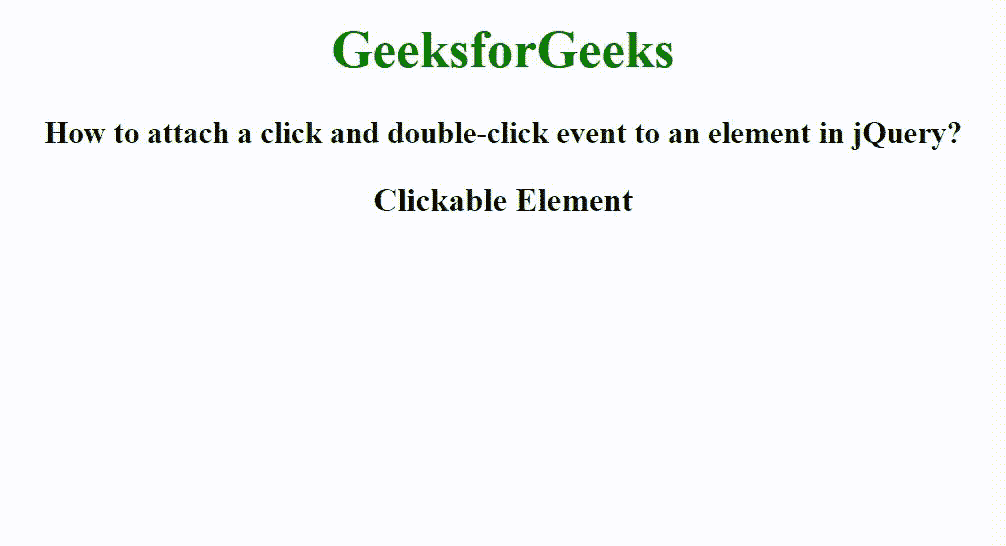 GeeksforGeeks
How to attach a click and double-click event to an element in jQuery?
Clickable Element